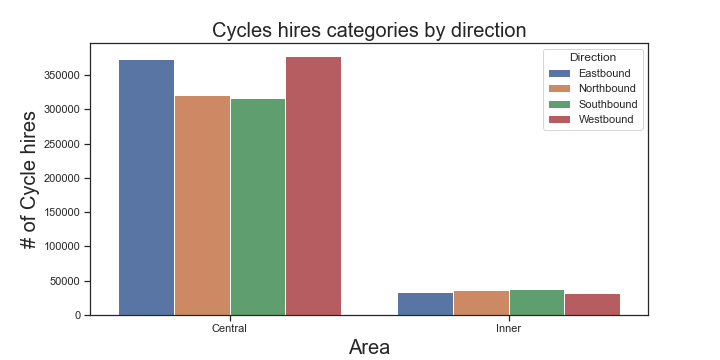 Cycles hires categories by direction
Direction
Eastbound
Northbound
Southbound
Westbound
# of Cycle hires
350000
300000
250000
200000
150000
100000
50000
0
Central
Inner
Area